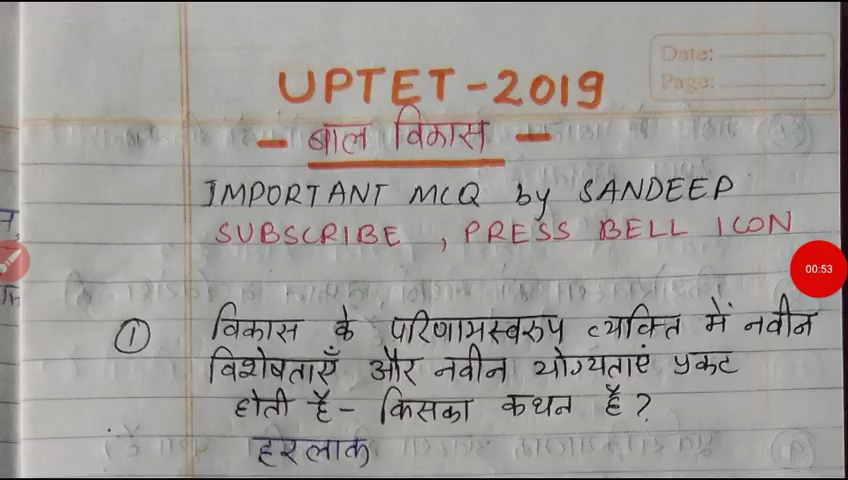 Date:
Page:
UPTET-2019
- बाल विकास -
IMPORTANT MCQ by SANDEEP
SUBSCRIBE , PRESS BELL ICON
00:53
① विकास के परिणामस्वरुप व्यक्ति में नवीन
विशेषताएँ और नवीन योग्यताएं प्रकट
होती है - किसका कथन है ?
हरलाक